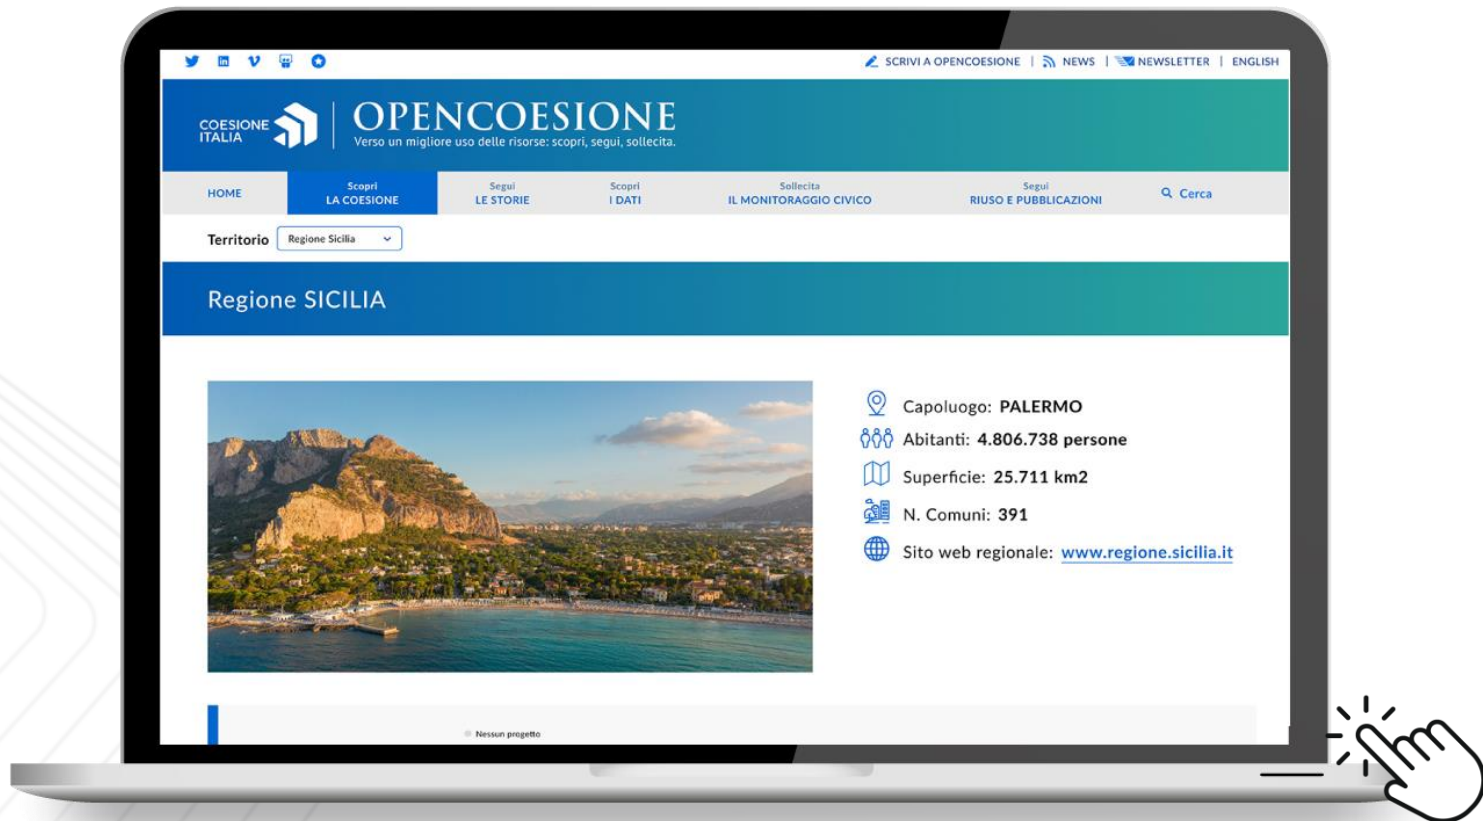 SCRIVI A OPENCOESIONE | NEWS | NEWSLETTER | ENGLISH
COESIONE
ITALIA
OPENCOESIONE
Verso un migliore uso delle risorse: scopri, segui, sollecita.
HOME
Scopri
LA COESIONE
Segui
LE STORIE
Scopri
I DATI
Sollecita
IL MONITORAGGIO CIVICO
Segui
RIUSO E PUBBLICAZIONI
Cerca
Territorio Regione Sicilia
Regione SICILIA
Capoluogo: PALERMO
Abitanti: 4.806.738 persone
Superficie: 25.711 km2
N. Comuni: 391
Sito web regionale: www.regione.sicilia.it
Nessun progetto